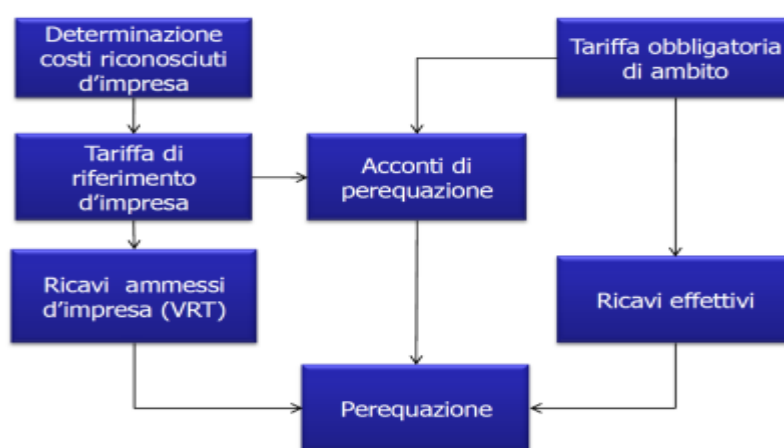 Determinazione
costi riconosciuti
d'impresa
Tariffa obbligatoria
di ambito
Tariffa di
riferimento
d'impresa
Acconti di
perequazione
Ricavi ammessi
d'impresa (VRT)
Ricavi effettivi
Perequazione